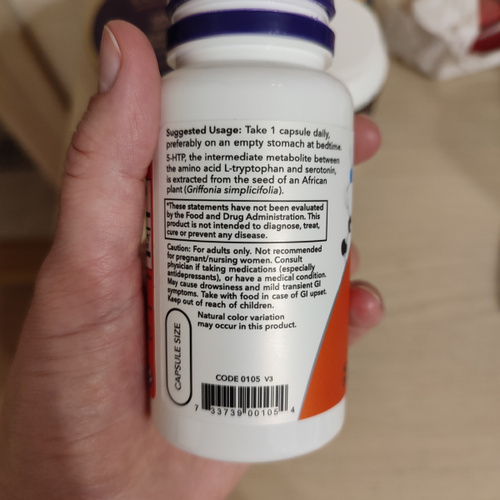 Suggested Usage: Take 1 capsule daily,
preferably on an empty stomach at bedtime.
5-HTP, the intermediate metabolite between
the amino acid L-tryptophan and serotonin,
is extracted from the seed of an African
plant (Griffonia simplicifolia).
*These statements have not been evaluated
by the Food and Drug Administration. This
product is not intended to diagnose, treat,
cure or prevent any disease.
Caution: For adults only. Not recommended
for pregnant/nursing women. Consult
physician if taking medications (especially
antidepressants), or have a medical condition.
May cause drowsiness and mild transient GI
symptoms. Take with food in case of GI upset.
Keep out of reach of children.
Natural color variation
may occur in this product.
CAPSULE SIZE
CODE 0105 V3
7 33739 00105 4